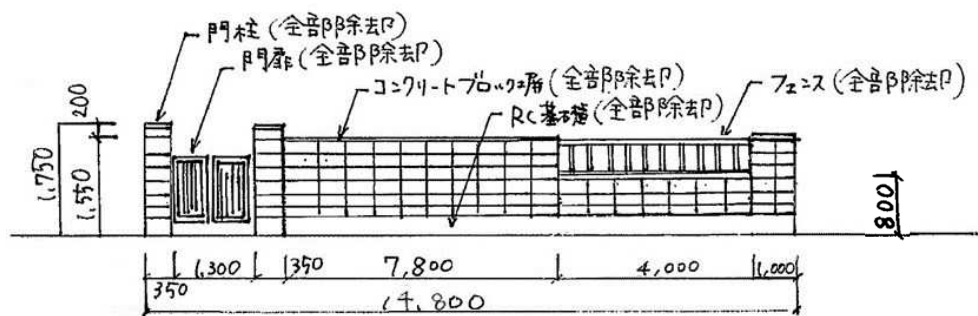 門柱(全部除却)
門扉(全部除却)
コンクリートブロック塀(全部除却)
フェンス(全部除却)
RC基礎(全部除却)
200
1,750
1,550
800
350
1,300
350
7,800
4,000
1,000
14,800